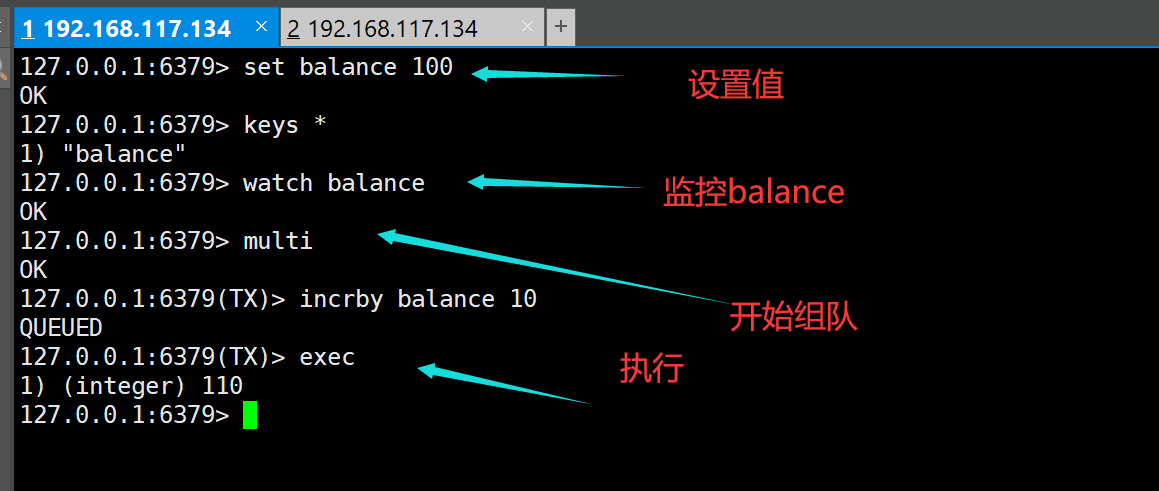 1 192.168.117.134 × 2 192.168.117.134 × +
127.0.0.1:6379> set balance 100
设置值
OK
127.0.0.1:6379> keys *
1) "balance"
127.0.0.1:6379> watch balance
监控balance
OK
127.0.0.1:6379> multi
OK
127.0.0.1:6379(TX)> incrby balance 10
开始组队
QUEUED
127.0.0.1:6379(TX)> exec
执行
1) (integer) 110
127.0.0.1:6379>